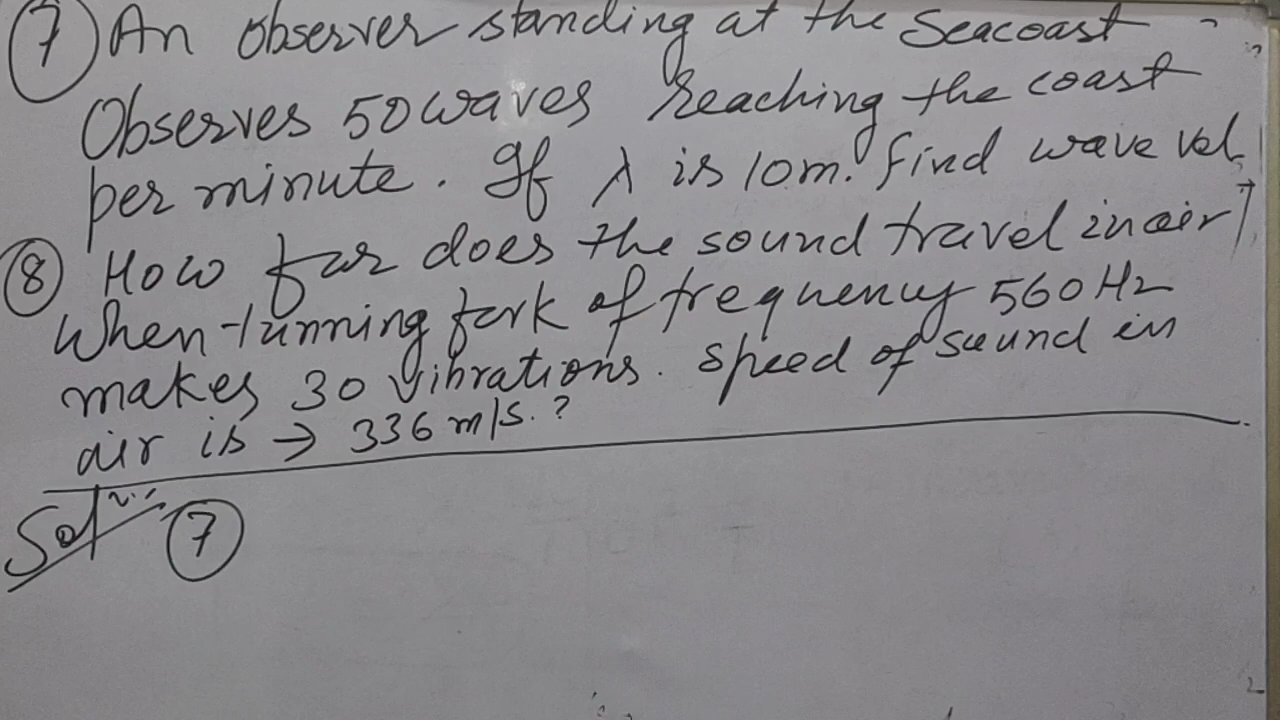 7 An observer standing at the Seacoast
Observes 50 waves reaching the coast
per minute. If λ is 10m. find wave vel.
8 How far does the sound travel in air
When tunning fork of frequency 560 Hz
makes 30 vibrations. speed of sound in
air is → 336 m/s. ?
Sol 7